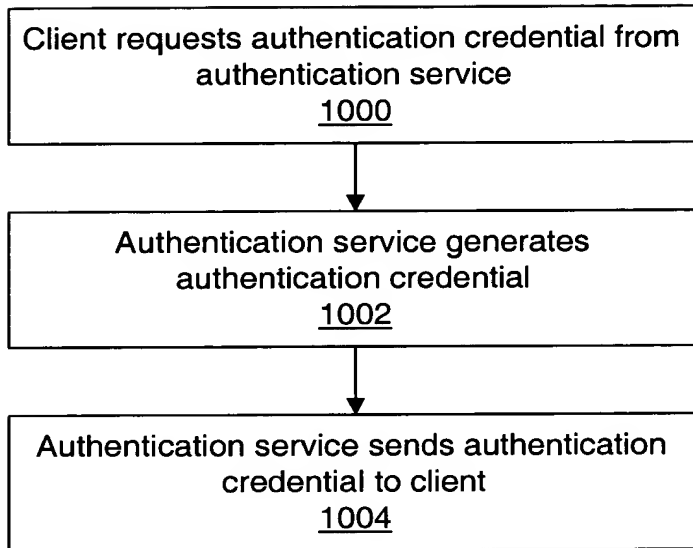 Client requests authentication credential from
authentication service
1000
Authentication service generates
authentication credential
1002
Authentication service sends authentication
credential to client
1004